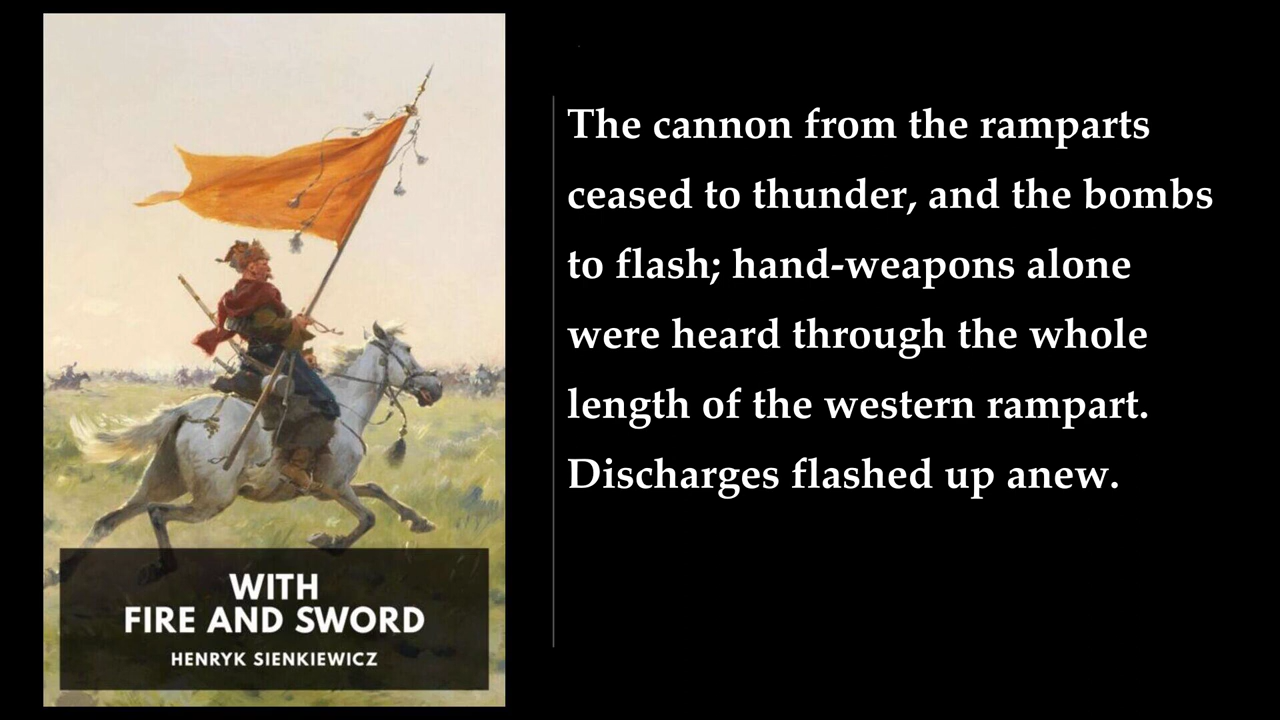 WITH
FIRE AND SWORD
HENRYK SIENKIEWICZ
The cannon from the ramparts
ceased to thunder, and the bombs
to flash; hand-weapons alone
were heard through the whole
length of the western rampart.
Discharges flashed up anew.